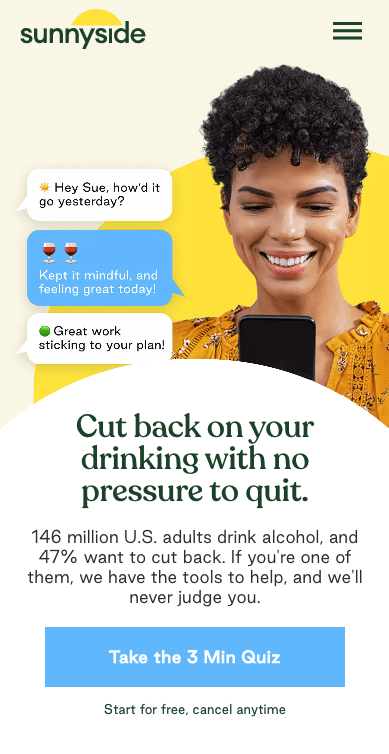 sunnyside
☀️ Hey Sue, how'd it
go yesterday?
🍷 🍷
Kept it mindful, and
feeling great today!
🟢 Great work
sticking to your plan!
Cut back on your
drinking with no
pressure to quit.
146 million U.S. adults drink alcohol, and
47% want to cut back. If you're one of
them, we have the tools to help, and we'll
never judge you.
Take the 3 Min Quiz
Start for free, cancel anytime